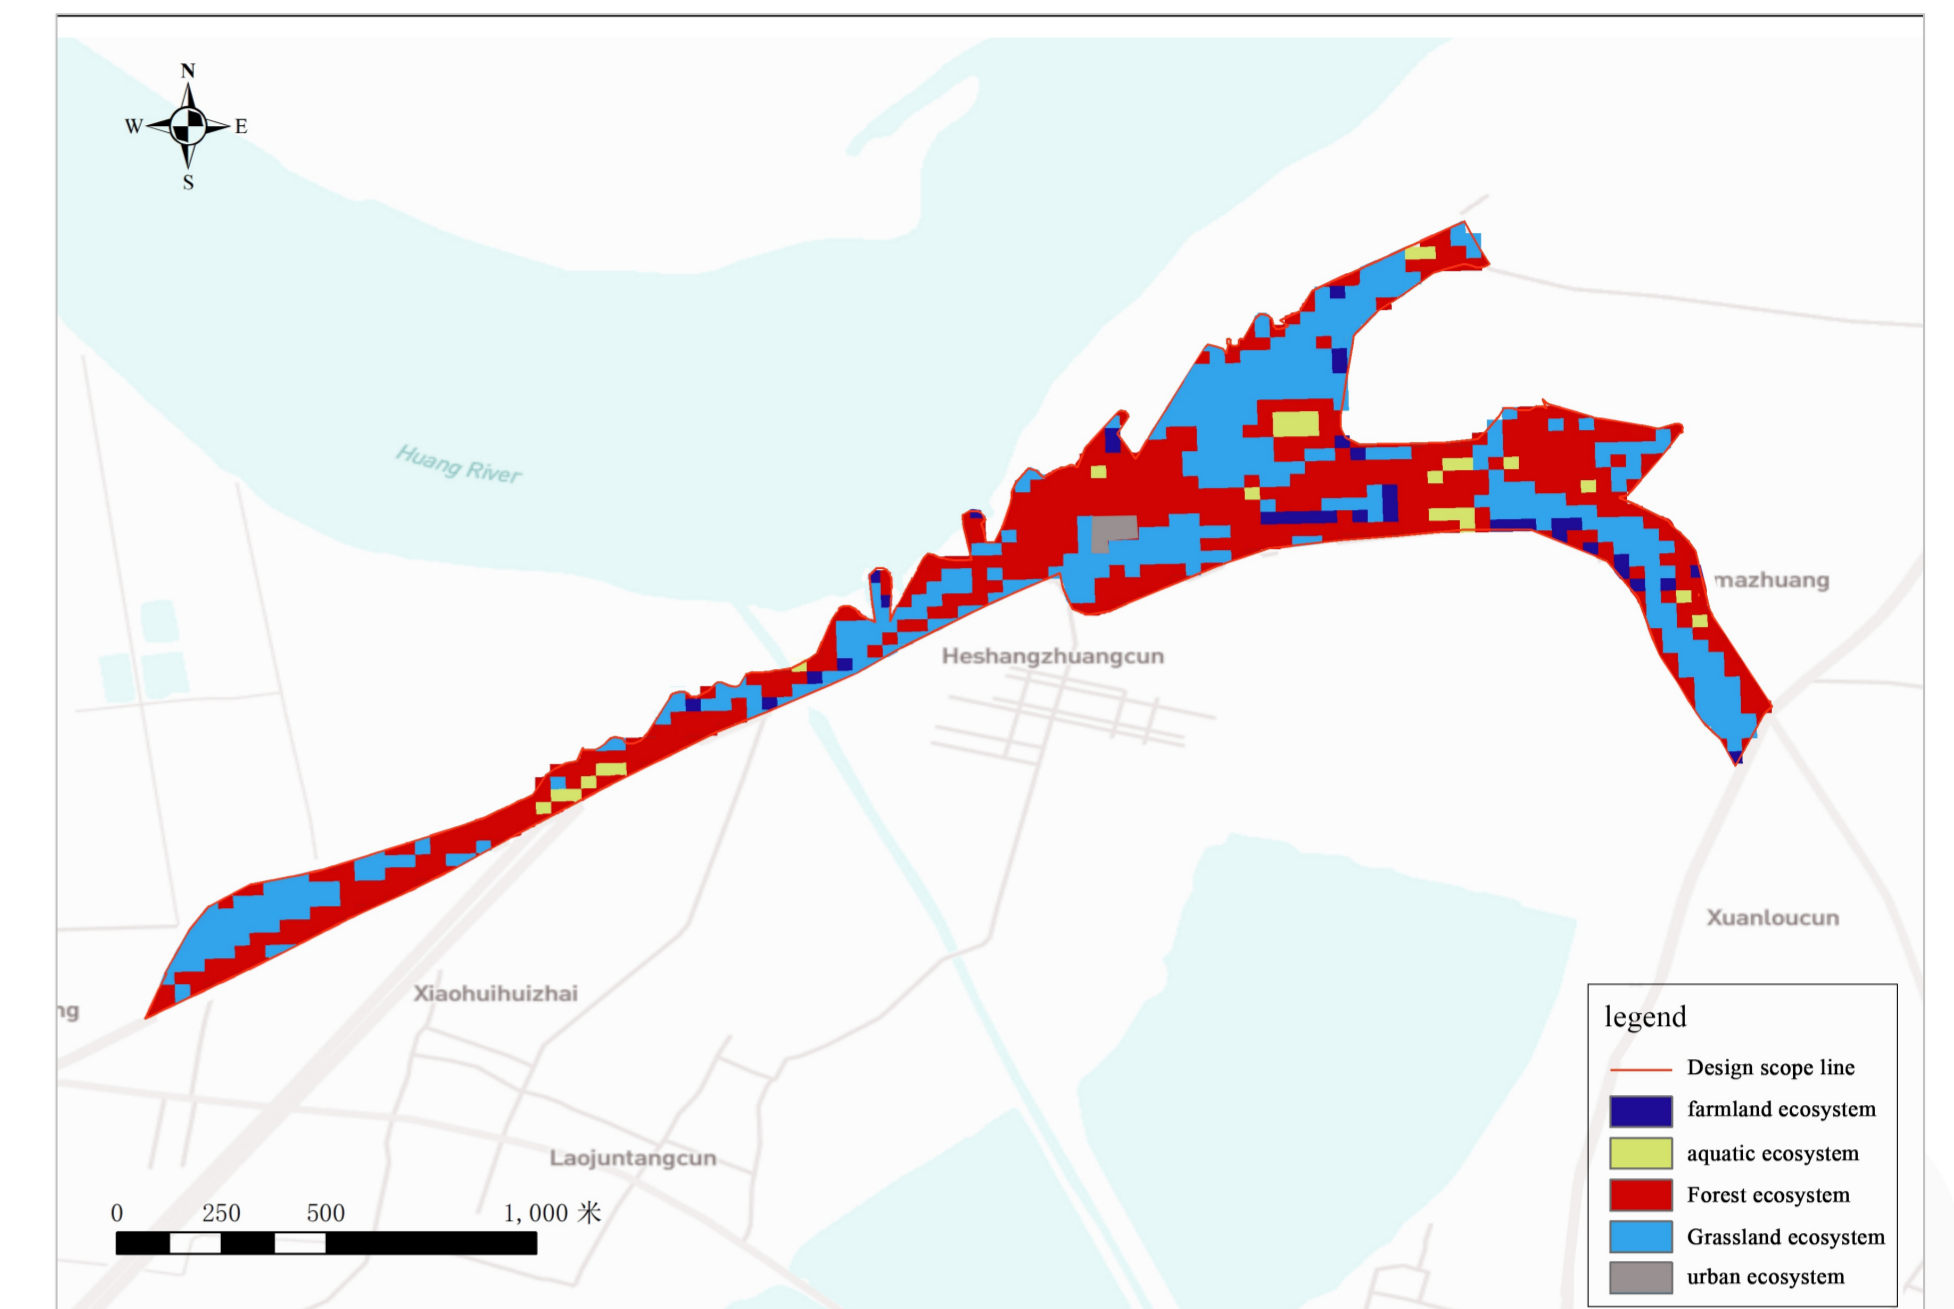 N
W E
S
Huang River
mazhuang
Heshangzhuangcun
Xuanloucun
Xiaohuihuizhai
ng
Laojuntangcun
0 250 500 1,000 米
legend
Design scope line
farmland ecosystem
aquatic ecosystem
Forest ecosystem
Grassland ecosystem
urban ecosystem